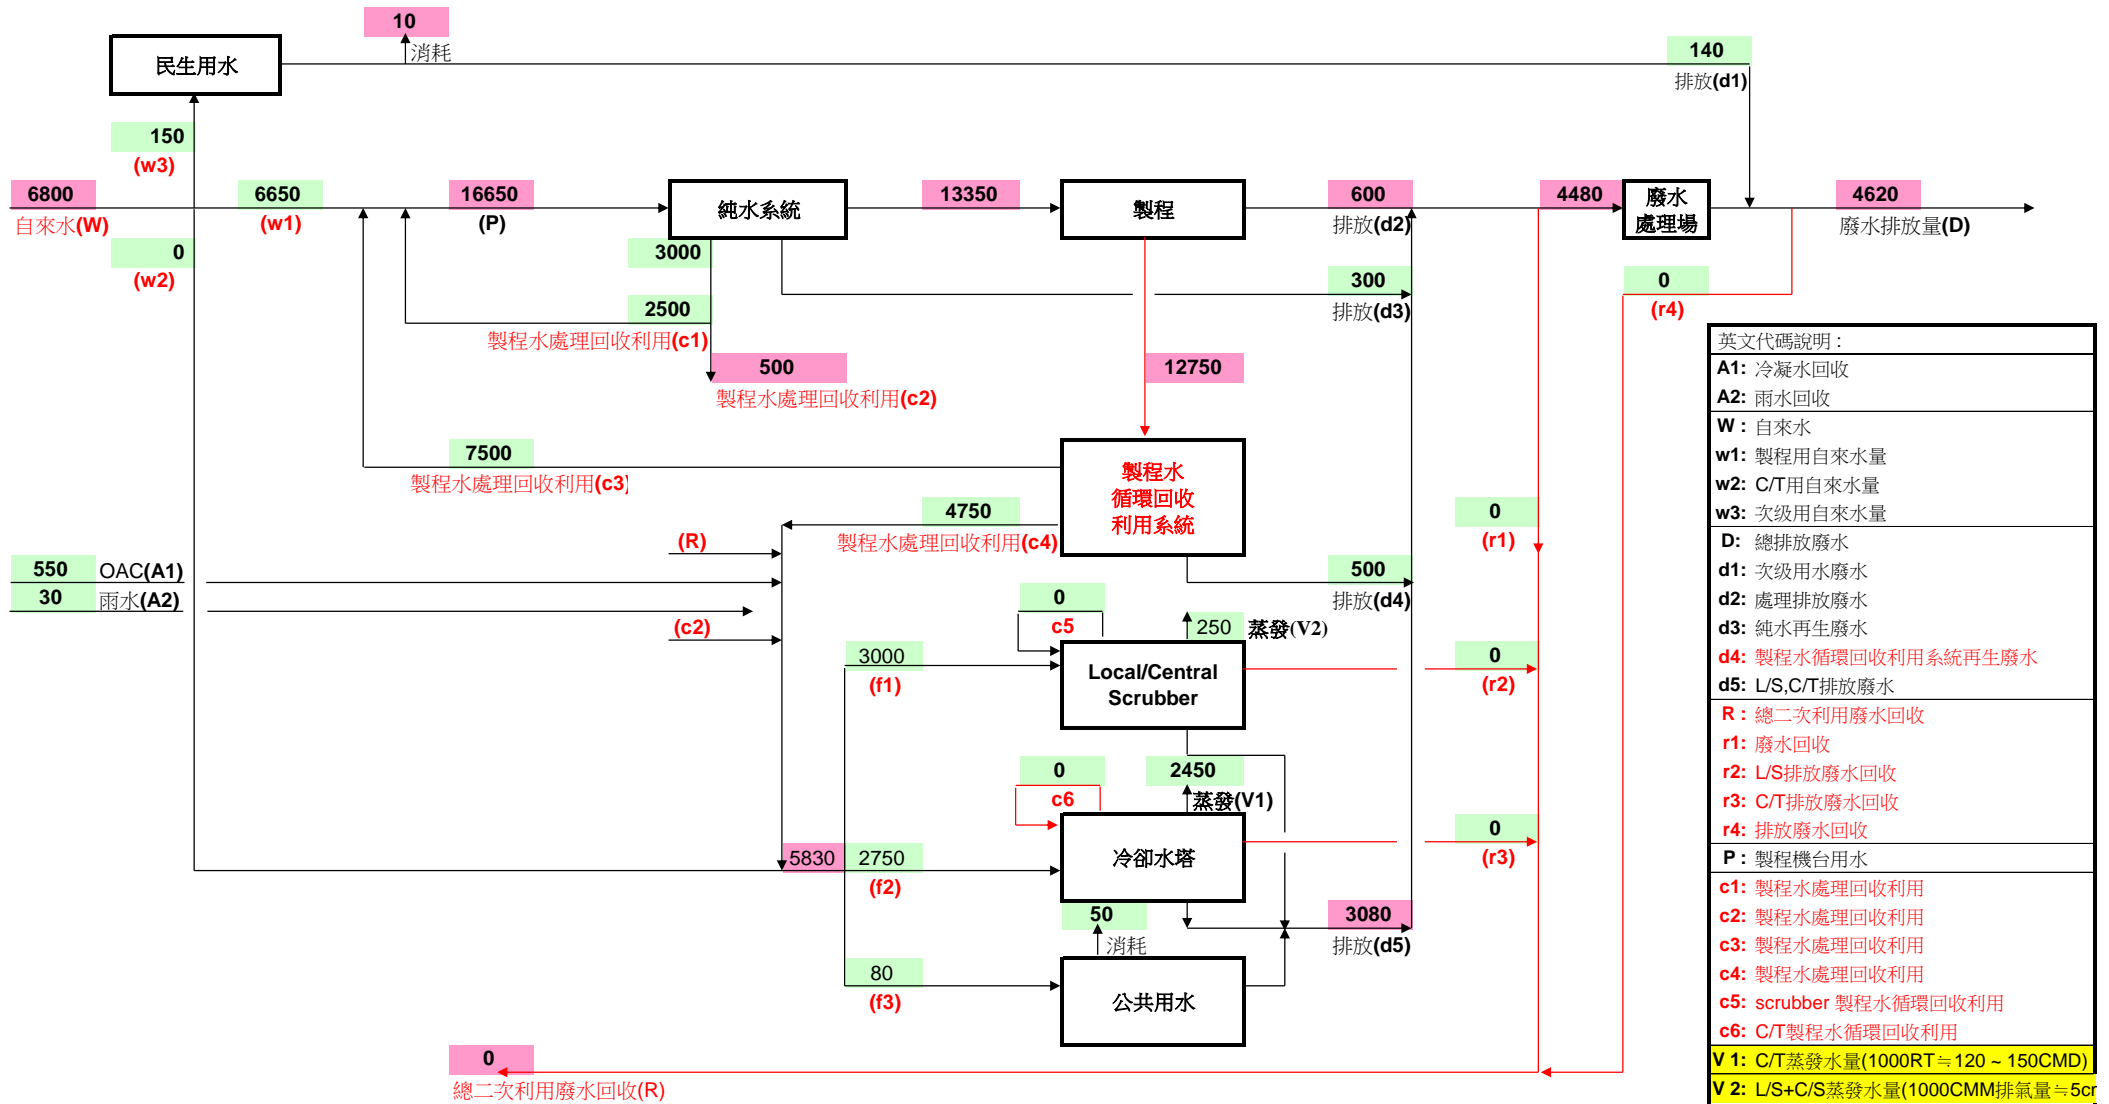 10
消耗
民生用水
140
排放(d1)
150
(w3)
6800
自來水(W)
6650
(w1)
16650
(P)
純水系統
13350
製程
600
排放(d2)
4480
廢水
處理場
4620
廢水排放量(D)
0
(w2)
3000
300
排放(d3)
0
(r4)
2500
製程水處理回收利用(c1)
500
製程水處理回收利用(c2)
12750
7500
製程水處理回收利用(c3)
製程水
循環回收
利用系統
4750
製程水處理回收利用(c4)
0
(r1)
(R)
550 OAC(A1)
30 雨水(A2)
500
排放(d4)
(c2)
0
c5
250 蒸發(V2)
3000
(f1)
Local/Central
Scrubber
0
(r2)
0
c6
2450
蒸發(V1)
5830
2750
(f2)
冷卻水塔
0
(r3)
50
消耗
3080
排放(d5)
80
(f3)
公共用水
0
總二次利用廢水回收(R)
英文代碼說明 :
A1: 冷凝水回收
A2: 雨水回收
W : 自來水
w1: 製程用自來水量
w2: C/T用自來水量
w3: 次级用自來水量
D: 總排放廢水
d1: 次级用水廢水
d2: 處理排放廢水
d3: 純水再生廢水
d4: 製程水循環回收利用系統再生廢水
d5: L/S,C/T排放廢水
R : 總二次利用廢水回收
r1: 廢水回收
r2: L/S排放廢水回收
r3: C/T排放廢水回收
r4: 排放廢水回收
P : 製程機台用水
c1: 製程水處理回收利用
c2: 製程水處理回收利用
c3: 製程水處理回收利用
c4: 製程水處理回收利用
c5: scrubber 製程水循環回收利用
c6: C/T製程水循環回收利用
V 1: C/T蒸發水量(1000RT≒120 ~ 150CMD)
V 2: L/S+C/S蒸發水量(1000CMM排氣量≒5cr